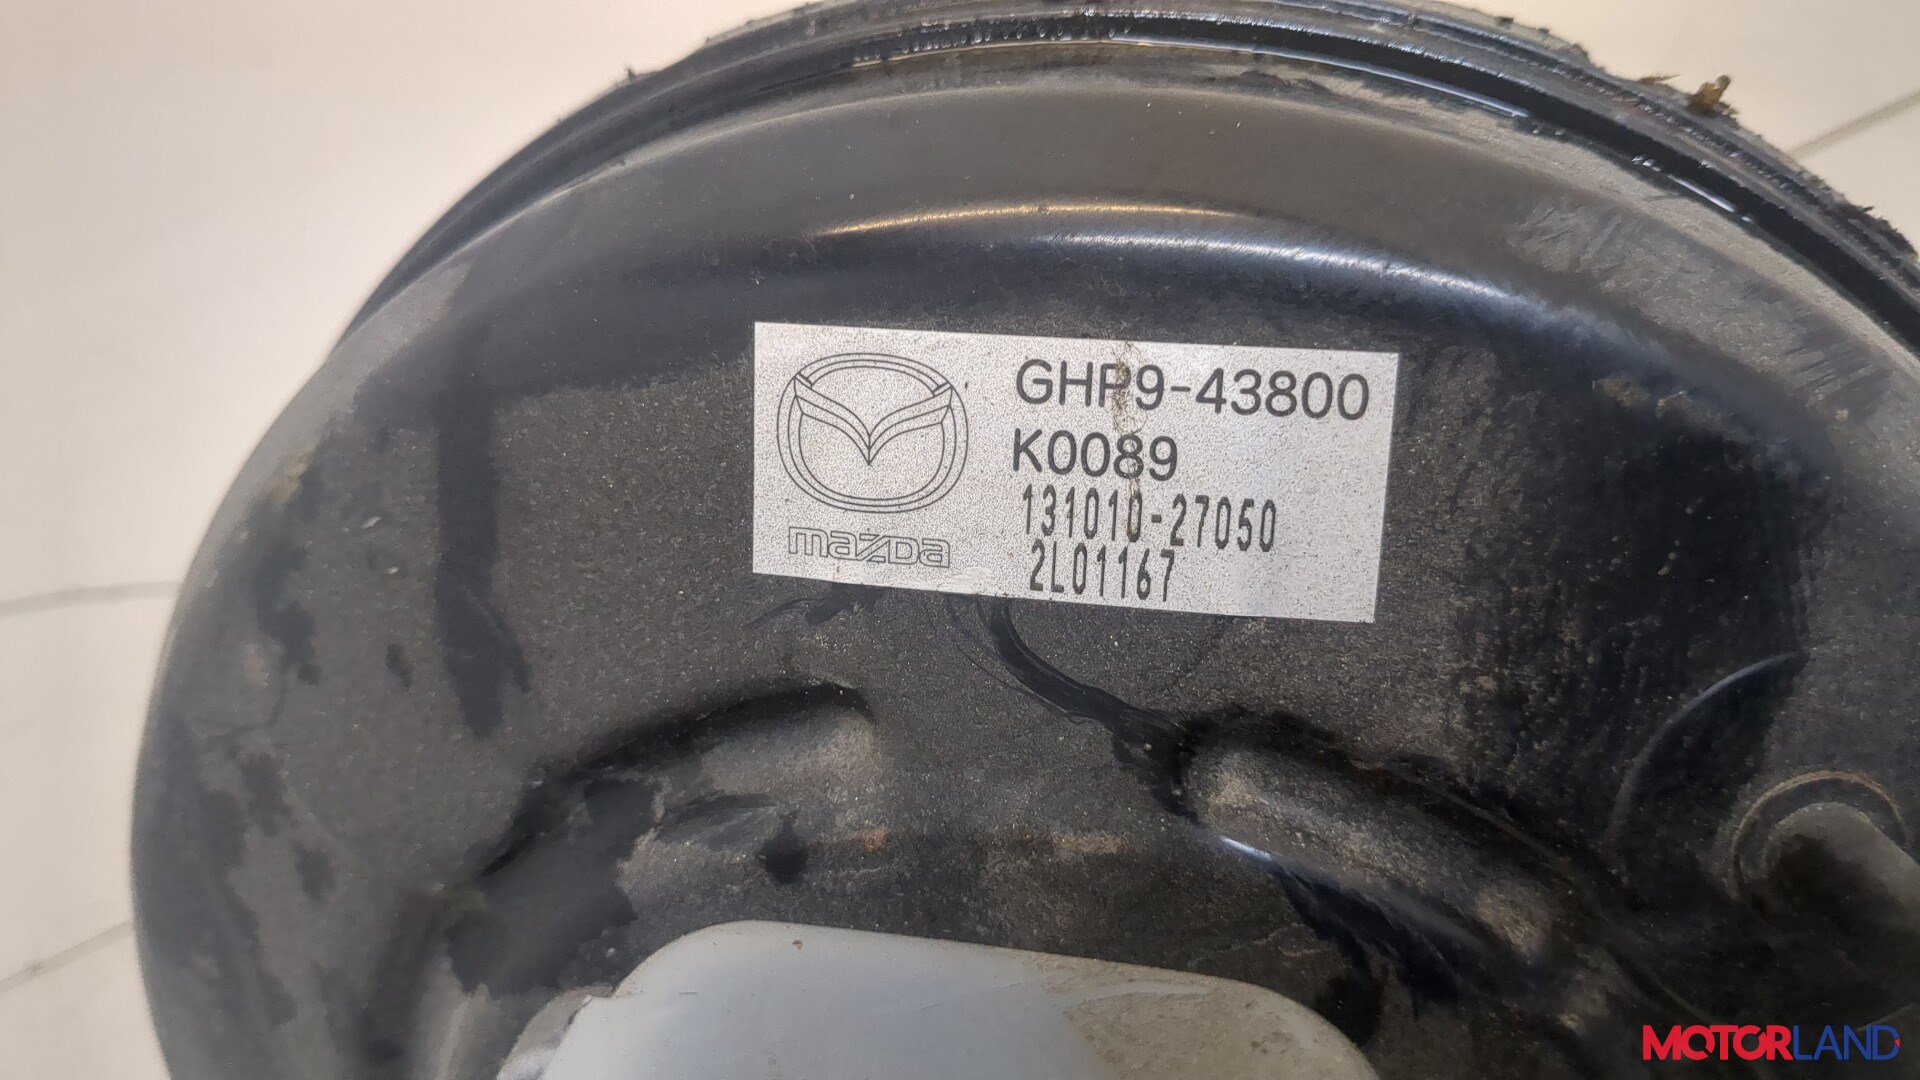 GHP9-43800
K0089
131010-27050
2L01167
mazda
MOTORLAND